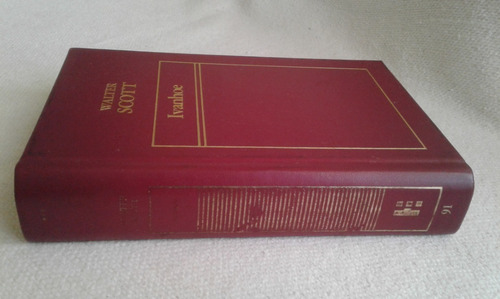 WALTER
SCOTT
Ivanhoe
91